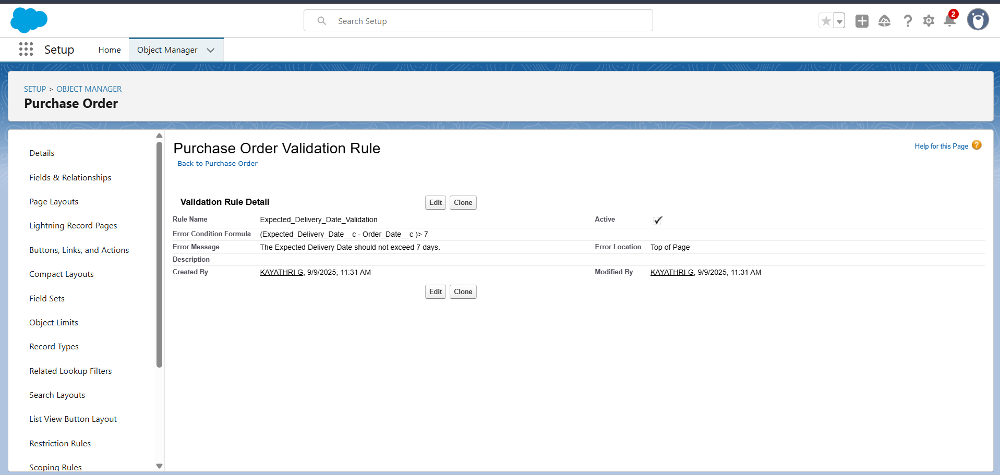 Search Setup
2
Setup
Home
Object Manager
SETUP > OBJECT MANAGER
Purchase Order
Details
Fields & Relationships
Page Layouts
Lightning Record Pages
Buttons, Links, and Actions
Compact Layouts
Field Sets
Object Limits
Record Types
Related Lookup Filters
Search Layouts
List View Button Layout
Restriction Rules
Scoping Rules
Purchase Order Validation Rule
Help for this Page ?
Back to Purchase Order
Validation Rule Detail
Edit Clone
Rule Name Expected_Delivery_Date_Validation Active
Error Condition Formula (Expected_Delivery_Date__c - Order_Date__c )> 7
Error Message The Expected Delivery Date should not exceed 7 days. Error Location Top of Page
Description
Created By KAYATHRI G, 9/9/2025, 11:31 AM Modified By KAYATHRI G, 9/9/2025, 11:31 AM
Edit Clone